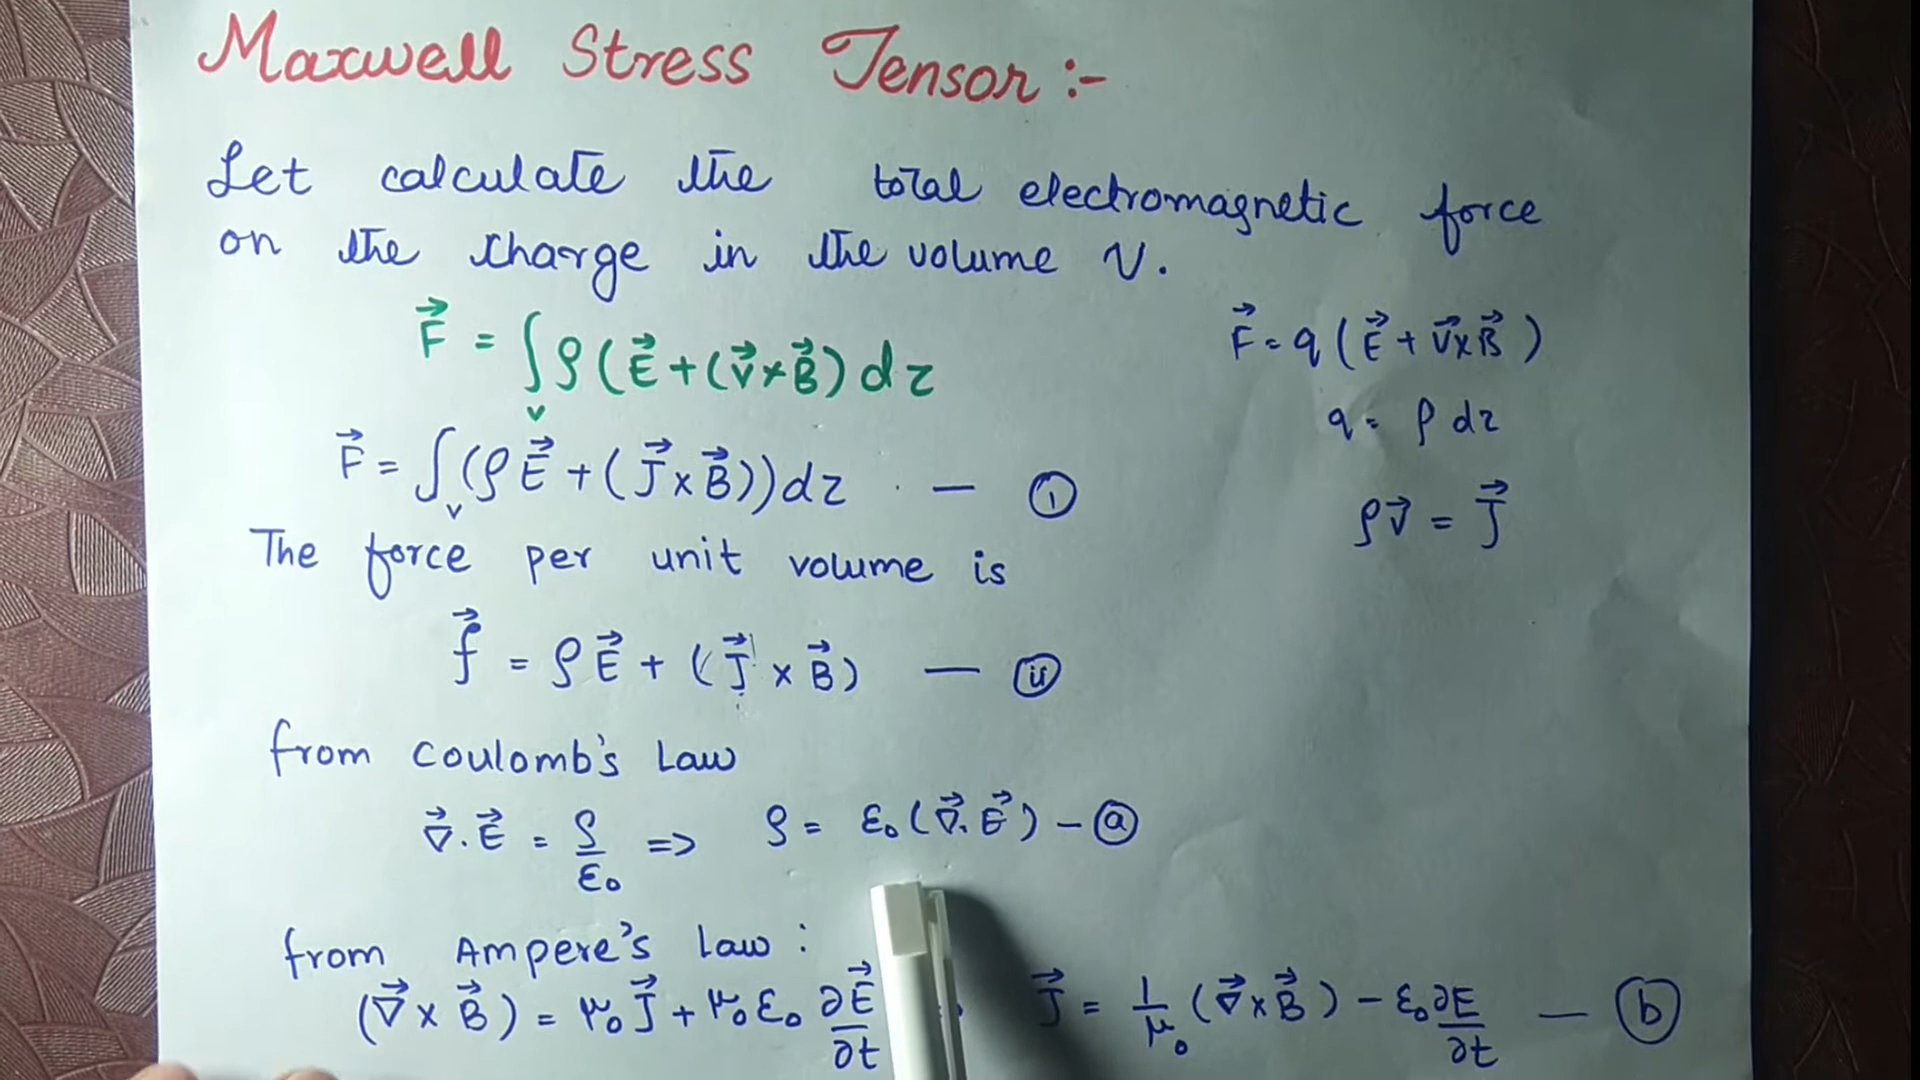 Maxwell Stress Tensor :-
Let calculate the total electromagnetic force
on the charge in the volume V.
F⃗ = ∫ᵥ ρ(E⃗ + (v⃗ × B⃗) dτ
F⃗ = q(E⃗ + v⃗ × B⃗)
q = ρ dτ
F⃗ = ∫ᵥ (ρE⃗ + (J⃗ × B⃗)) dτ — (i)
ρv⃗ = J⃗
The force per unit volume is
f⃗ = ρE⃗ + (J⃗ × B⃗) — (ii)
from Coulomb's Law
∇⃗.E⃗ = ρ/ε₀ => ρ = ε₀(∇⃗.E⃗) — (a)
from Ampere's Law :
(∇⃗ × B⃗) = μ₀J⃗ + μ₀ε₀ ∂E⃗/∂t J⃗ = 1/μ₀ (∇⃗ × B⃗) − ε₀ ∂E/∂t — (b)